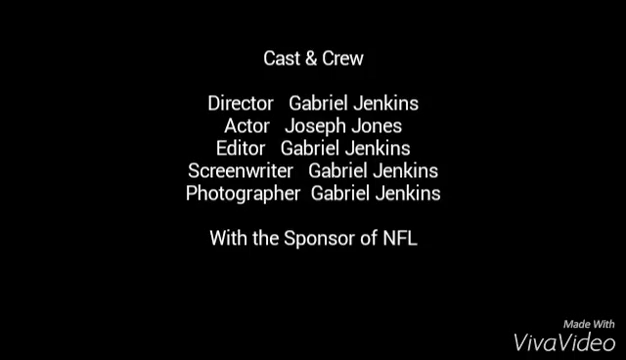 Cast & Crew
Director Gabriel Jenkins
Actor Joseph Jones
Editor Gabriel Jenkins
Screenwriter Gabriel Jenkins
Photographer Gabriel Jenkins
With the Sponsor of NFL
Made With
VivaVideo